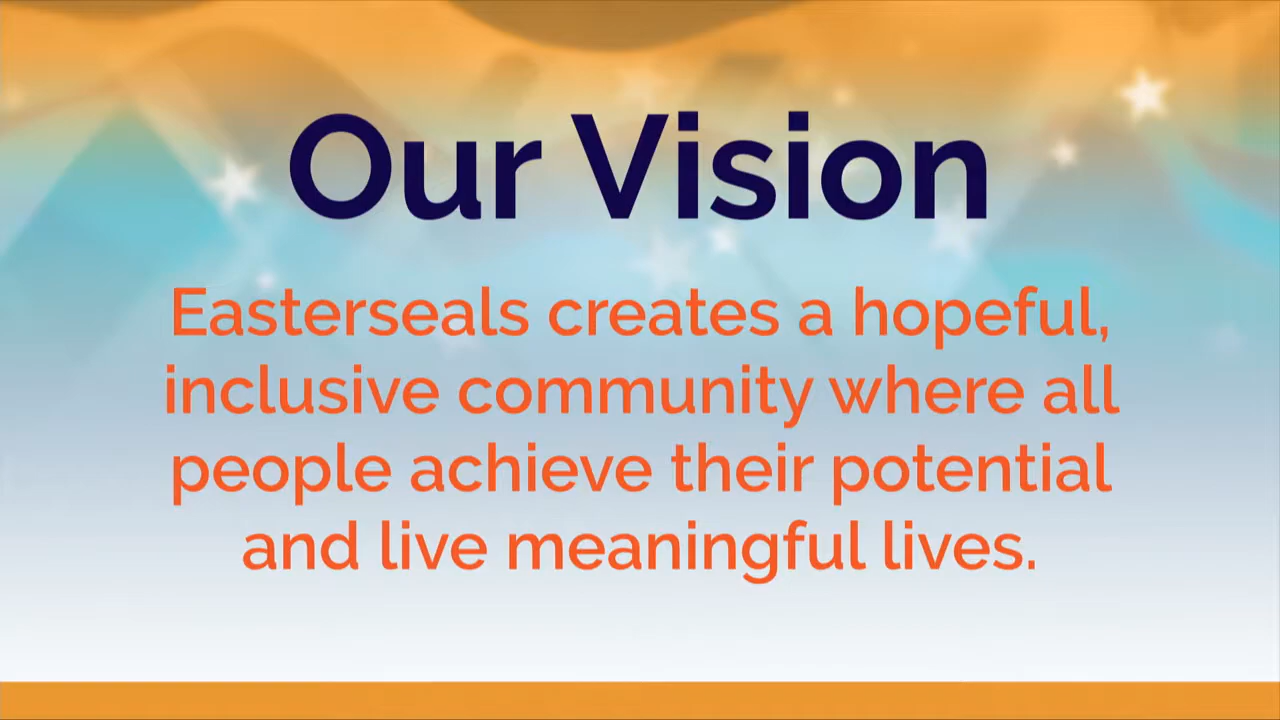 Our Vision
Easterseals creates a hopeful,
inclusive community where all
people achieve their potential
and live meaningful lives.